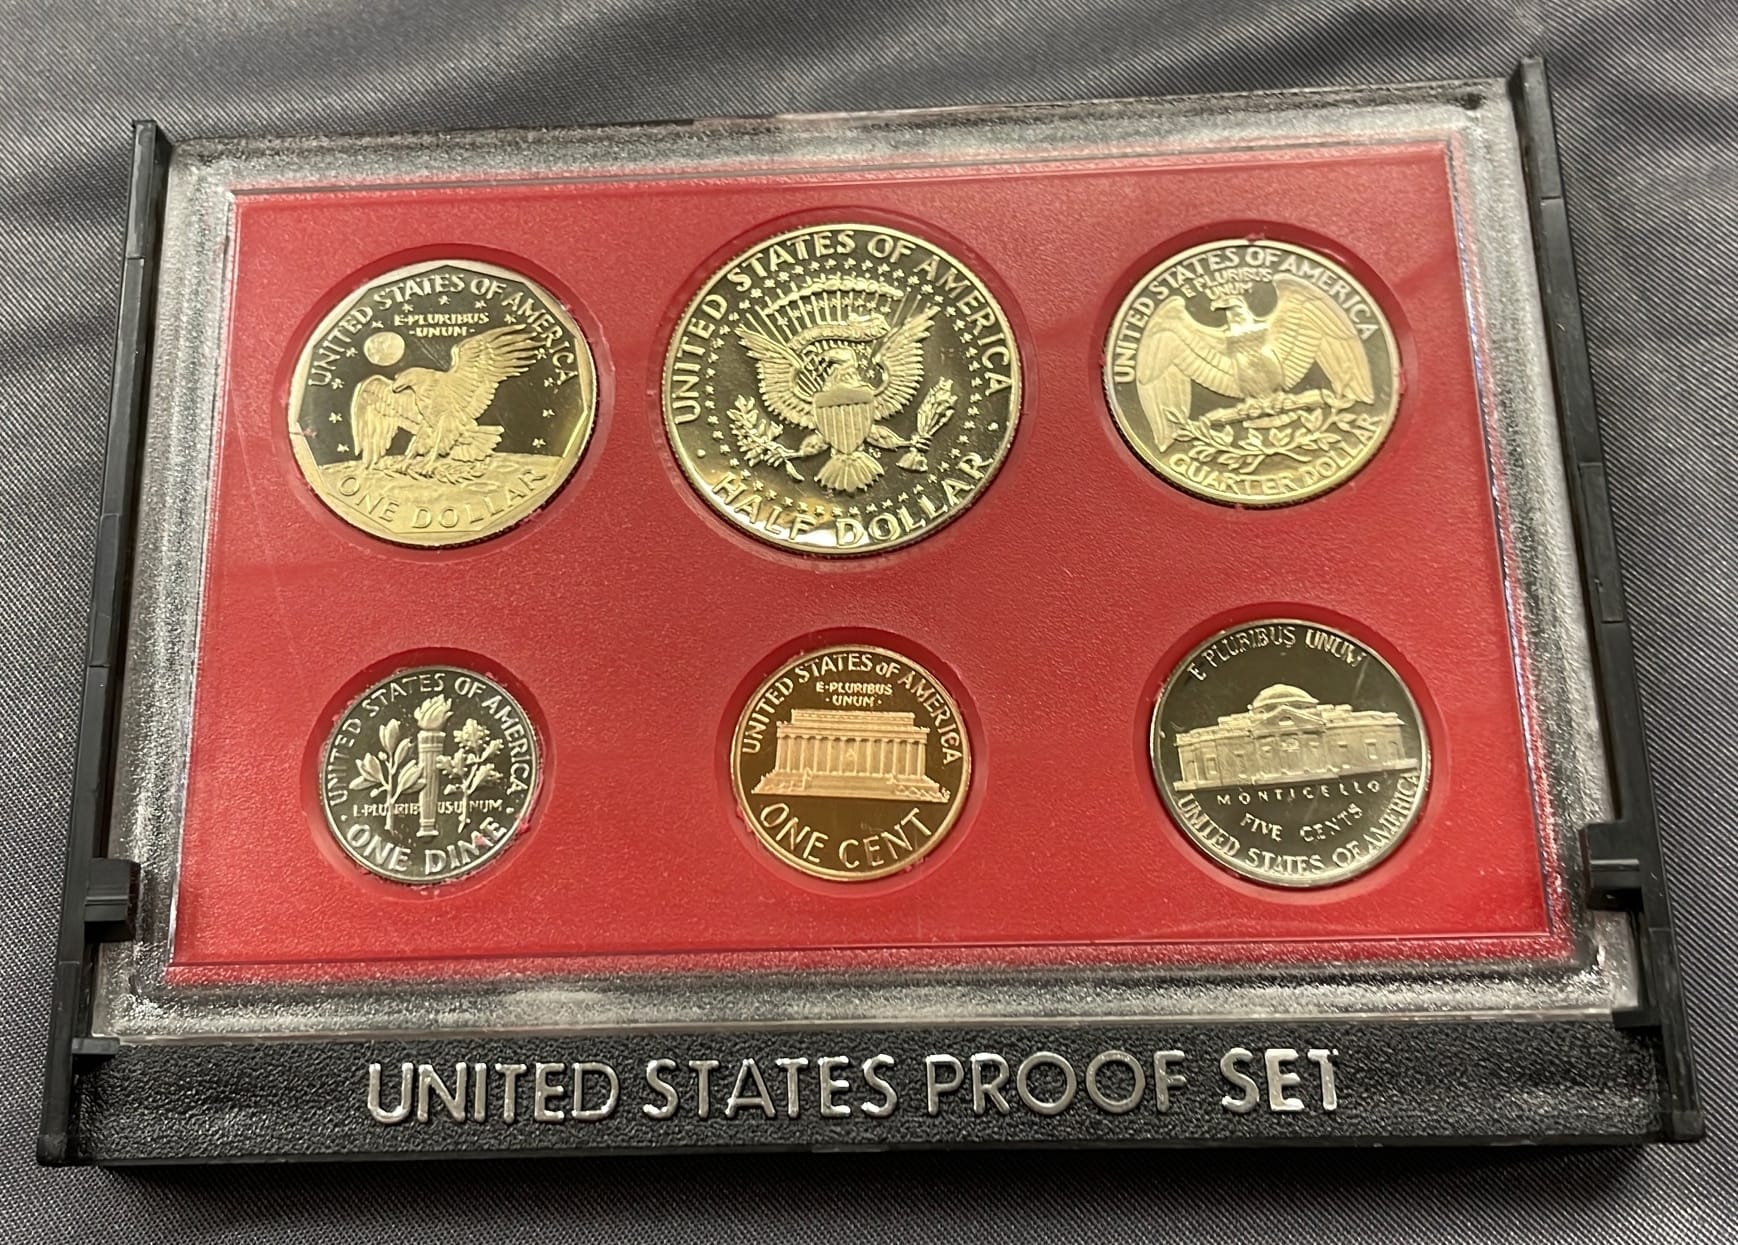 UNITED STATES OF AMERICA
E·PLURIBUS
·UNUM·
ONE DOLLAR
UNITED STATES OF AMERICA
HALF DOLLAR
UNITED STATES OF AMERICA
E PLURIBUS
UNUM
QUARTER DOLLAR
UNITED STATES OF AMERICA
E PLURIBUS UNUM
ONE DIME
UNITED STATES OF AMERICA
E·PLURIBUS
·UNUM·
ONE CENT
E PLURIBUS UNUM
MONTICELLO
FIVE CENTS
UNITED STATES OF AMERICA
UNITED STATES PROOF SET